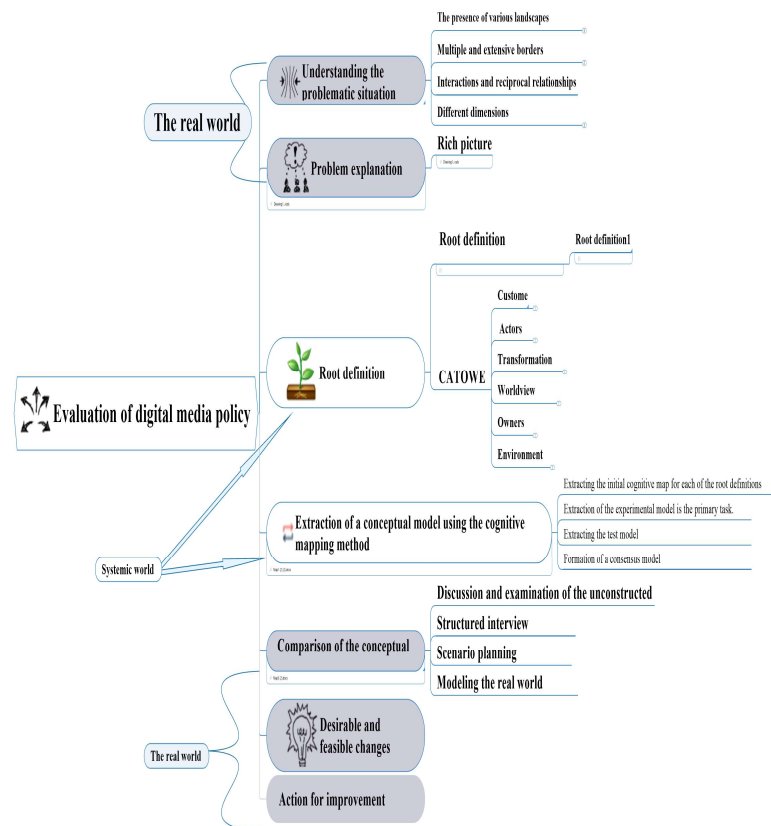 The presence of various landscapes
Multiple and extensive borders
Interactions and reciprocal relationships
Different dimensions
Understanding the
problematic situation
The real world
Problem explanation
Rich picture
Root definition
Root definition1
Root definition
CATOWE
Custome
Actors
Transformation
Worldview
Owners
Environment
Evaluation of digital media policy
Systemic world
Extraction of a conceptual model using the cognitive
mapping method
Extracting the initial cognitive map for each of the root definitions
Extraction of the experimental model is the primary task.
Extracting the test model
Formation of a consensus model
Comparison of the conceptual
Discussion and examination of the unconstructed
Structured interview
Scenario planning
Modeling the real world
The real world
Desirable and
feasible changes
Action for improvement